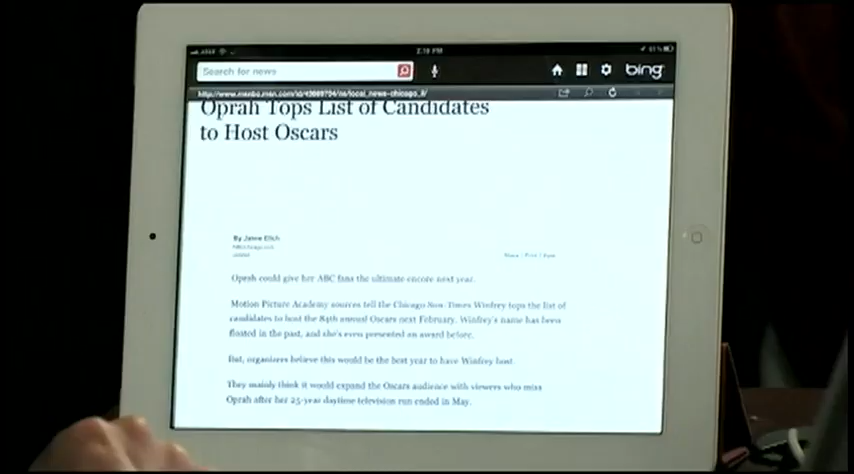 2:19 PM
Search for news
bing
Oprah Tops List of Candidates
to Host Oscars
By Jaime Elich
Oprah could give her ABC fans the ultimate encore next year.
Motion Picture Academy sources tell the Chicago Sun-Times Winfrey tops the list of
candidates to host the 84th annual Oscars next February. Winfrey's name has been
floated in the past, and she's even presented an award before.
But, organizers believe this would be the best year to have Winfrey host.
They mainly think it would expand the Oscars audience with viewers who miss
Oprah after her 25-year daytime television run ended in May.